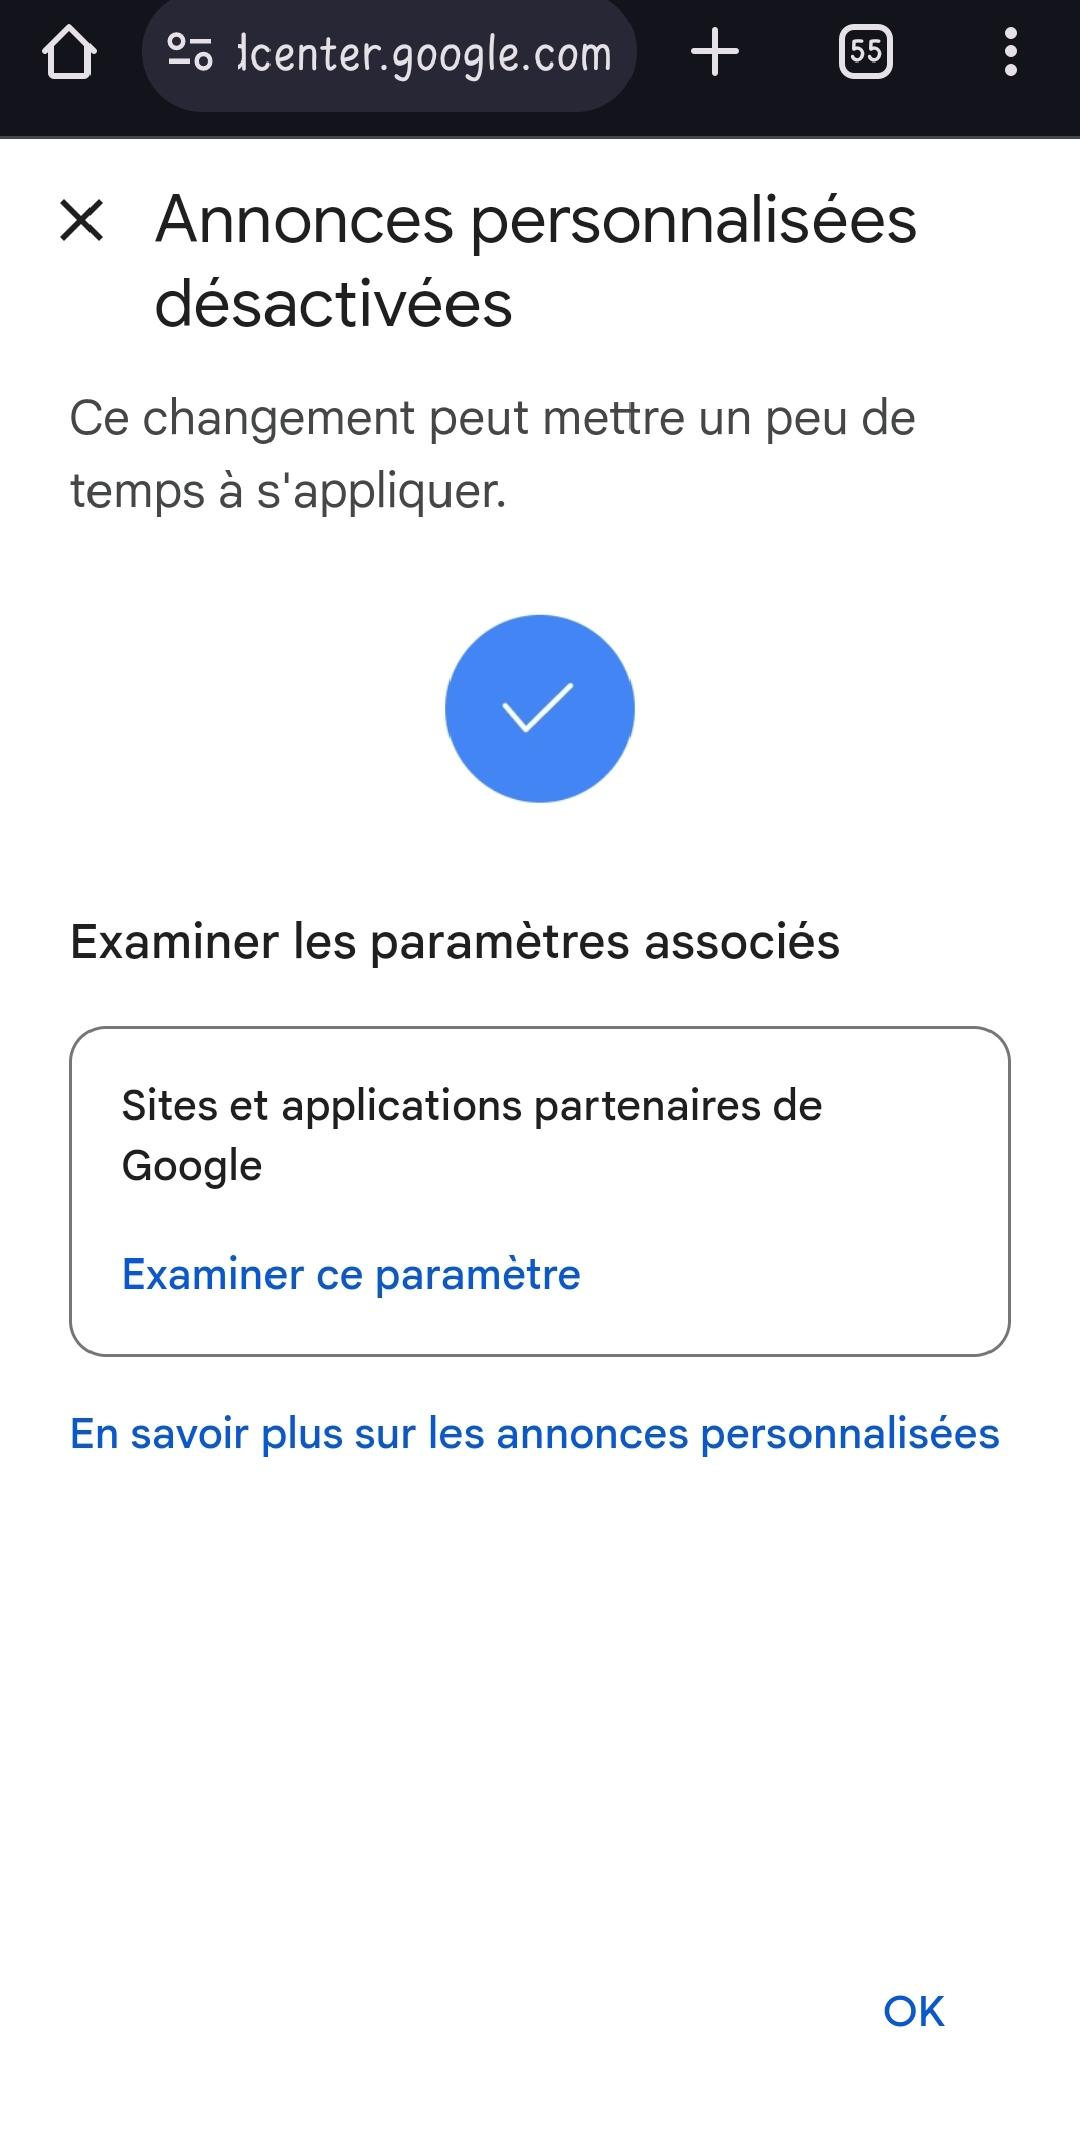 center.google.com
55
Annonces personnalisées
désactivées
Ce changement peut mettre un peu de
temps à s'appliquer.
Examiner les paramètres associés
Sites et applications partenaires de
Google
Examiner ce paramètre
En savoir plus sur les annonces personnalisées
OK